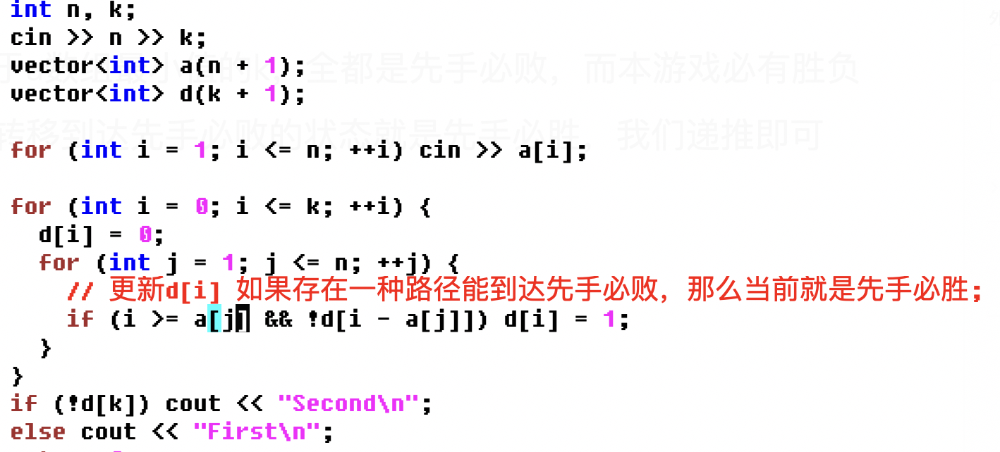 int n, k;
cin >> n >> k;
vector<int> a(n + 1);
全都是先手必败，而本游戏必有胜负
vector<int> d(k + 1);
转移到达先手必败的状态就是先手必胜，我们递推即可
for (int i = 1; i <= n; ++i) cin >> a[i];
for (int i = 0; i <= k; ++i) {
d[i] = 0;
for (int j = 1; j <= n; ++j) {
// 更新d[i] 如果存在一种路径能到达先手必败，那么当前就是先手必胜；
if (i >= a[j] && !d[i - a[j]]) d[i] = 1;
}
}
if (!d[k]) cout << "Second\n";
else cout << "First\n";